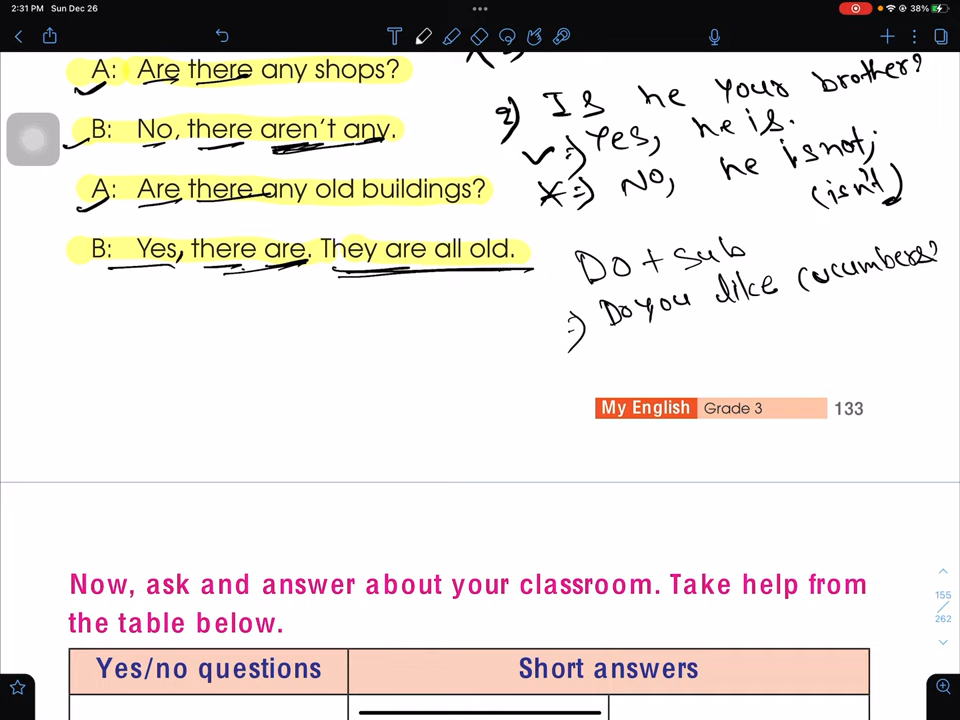 2:31 PM Sun Dec 26
38%
A: Are there any shops?
B: No, there aren't any.
A: Are there any old buildings?
B: Yes, there are. They are all old.
2) Is he your brother?
=) Yes, he is.
=) No, he is not;
(isn't)
Do + Sub
=) Do you like cucumbers?
My English Grade 3 133
Now, ask and answer about your classroom. Take help from
the table below.
Yes/no questions Short answers
155
/
262